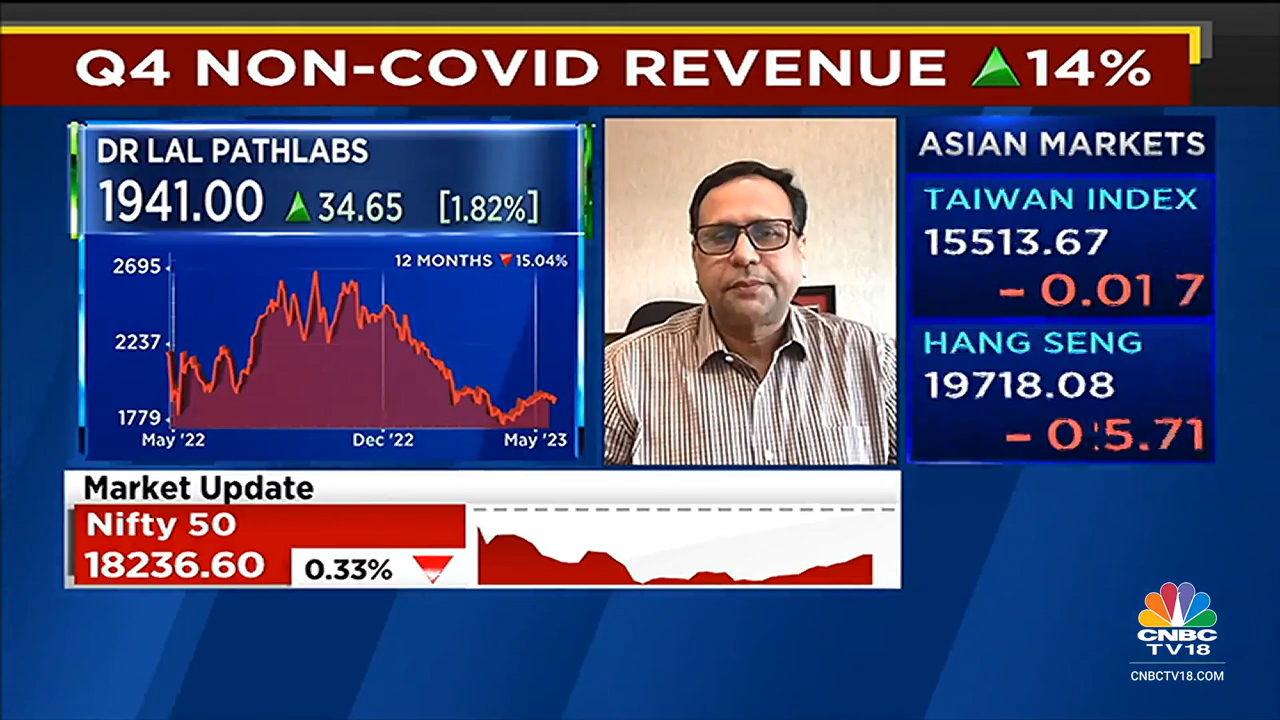 Q4 NON-COVID REVENUE ▲14%
DR LAL PATHLABS
1941.00 ▲ 34.65 [1.82%]
12 MONTHS ▼15.04%
2695
2237
1779
May '22 Dec '22 May '23
ASIAN MARKETS
TAIWAN INDEX
15513.67
HANG SENG
19718.08
Market Update
Nifty 50
18236.60 0.33% ▼
CNBC
TV18
CNBCTV18.COM